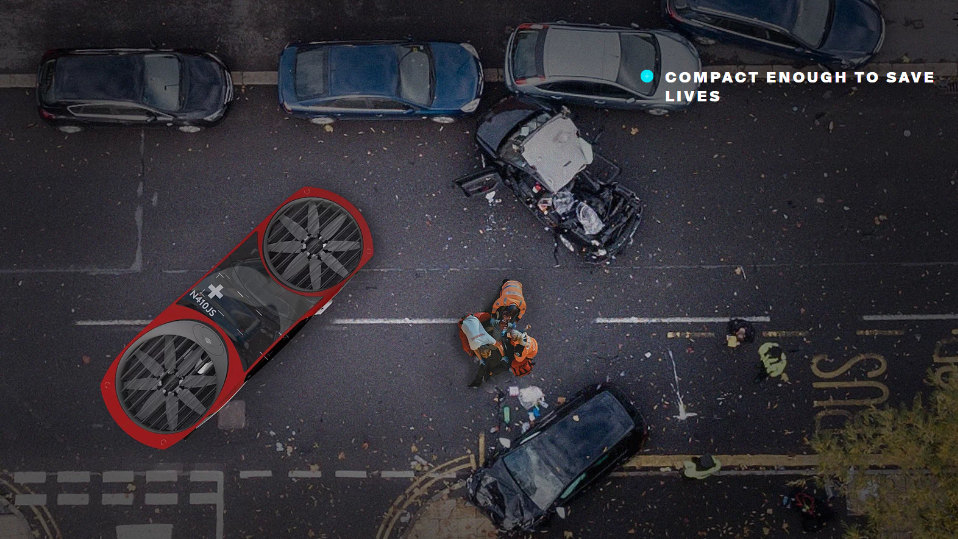 COMPACT ENOUGH TO SAVE
LIVES
N410JS
BUS